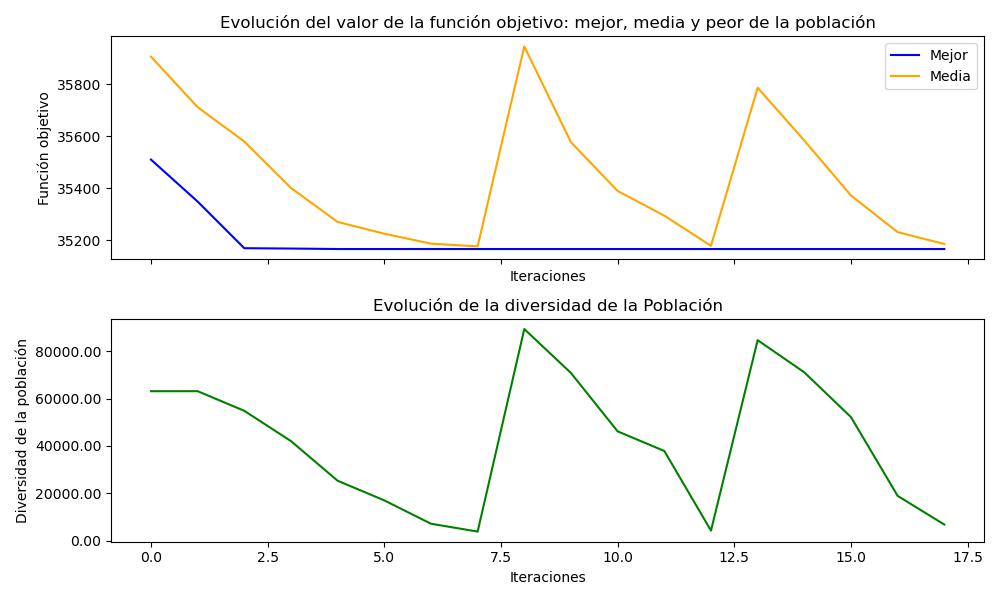 Evolución del valor de la función objetivo: mejor, media y peor de la población
Función objetivo
35800
35600
35400
35200
Mejor
Media
Iteraciones
Evolución de la diversidad de la Población
Diversidad de la población
80000.00
60000.00
40000.00
20000.00
0.00
0.0 2.5 5.0 7.5 10.0 12.5 15.0 17.5
Iteraciones